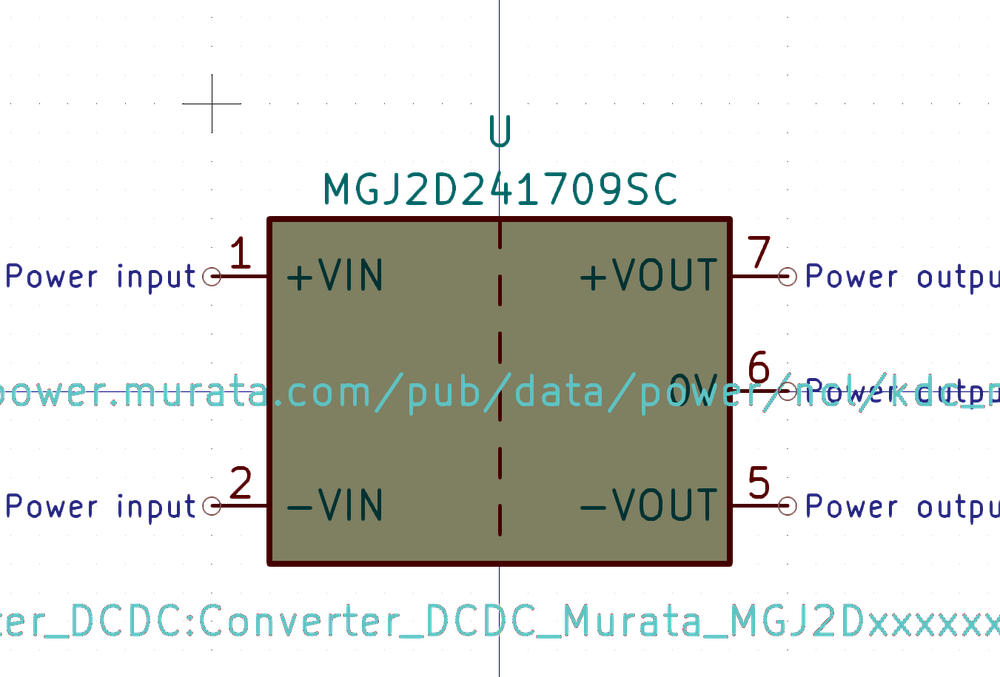 U
MGJ2D241709SC
1 7
Power input +VIN +VOUT Power outpu
6
power.murata.com/pub/data/power/ncl/kdc_
0V Power outpu
2 5
Power input -VIN -VOUT Power outpu
ter_DCDC:Converter_DCDC_Murata_MGJ2Dxxxxxx